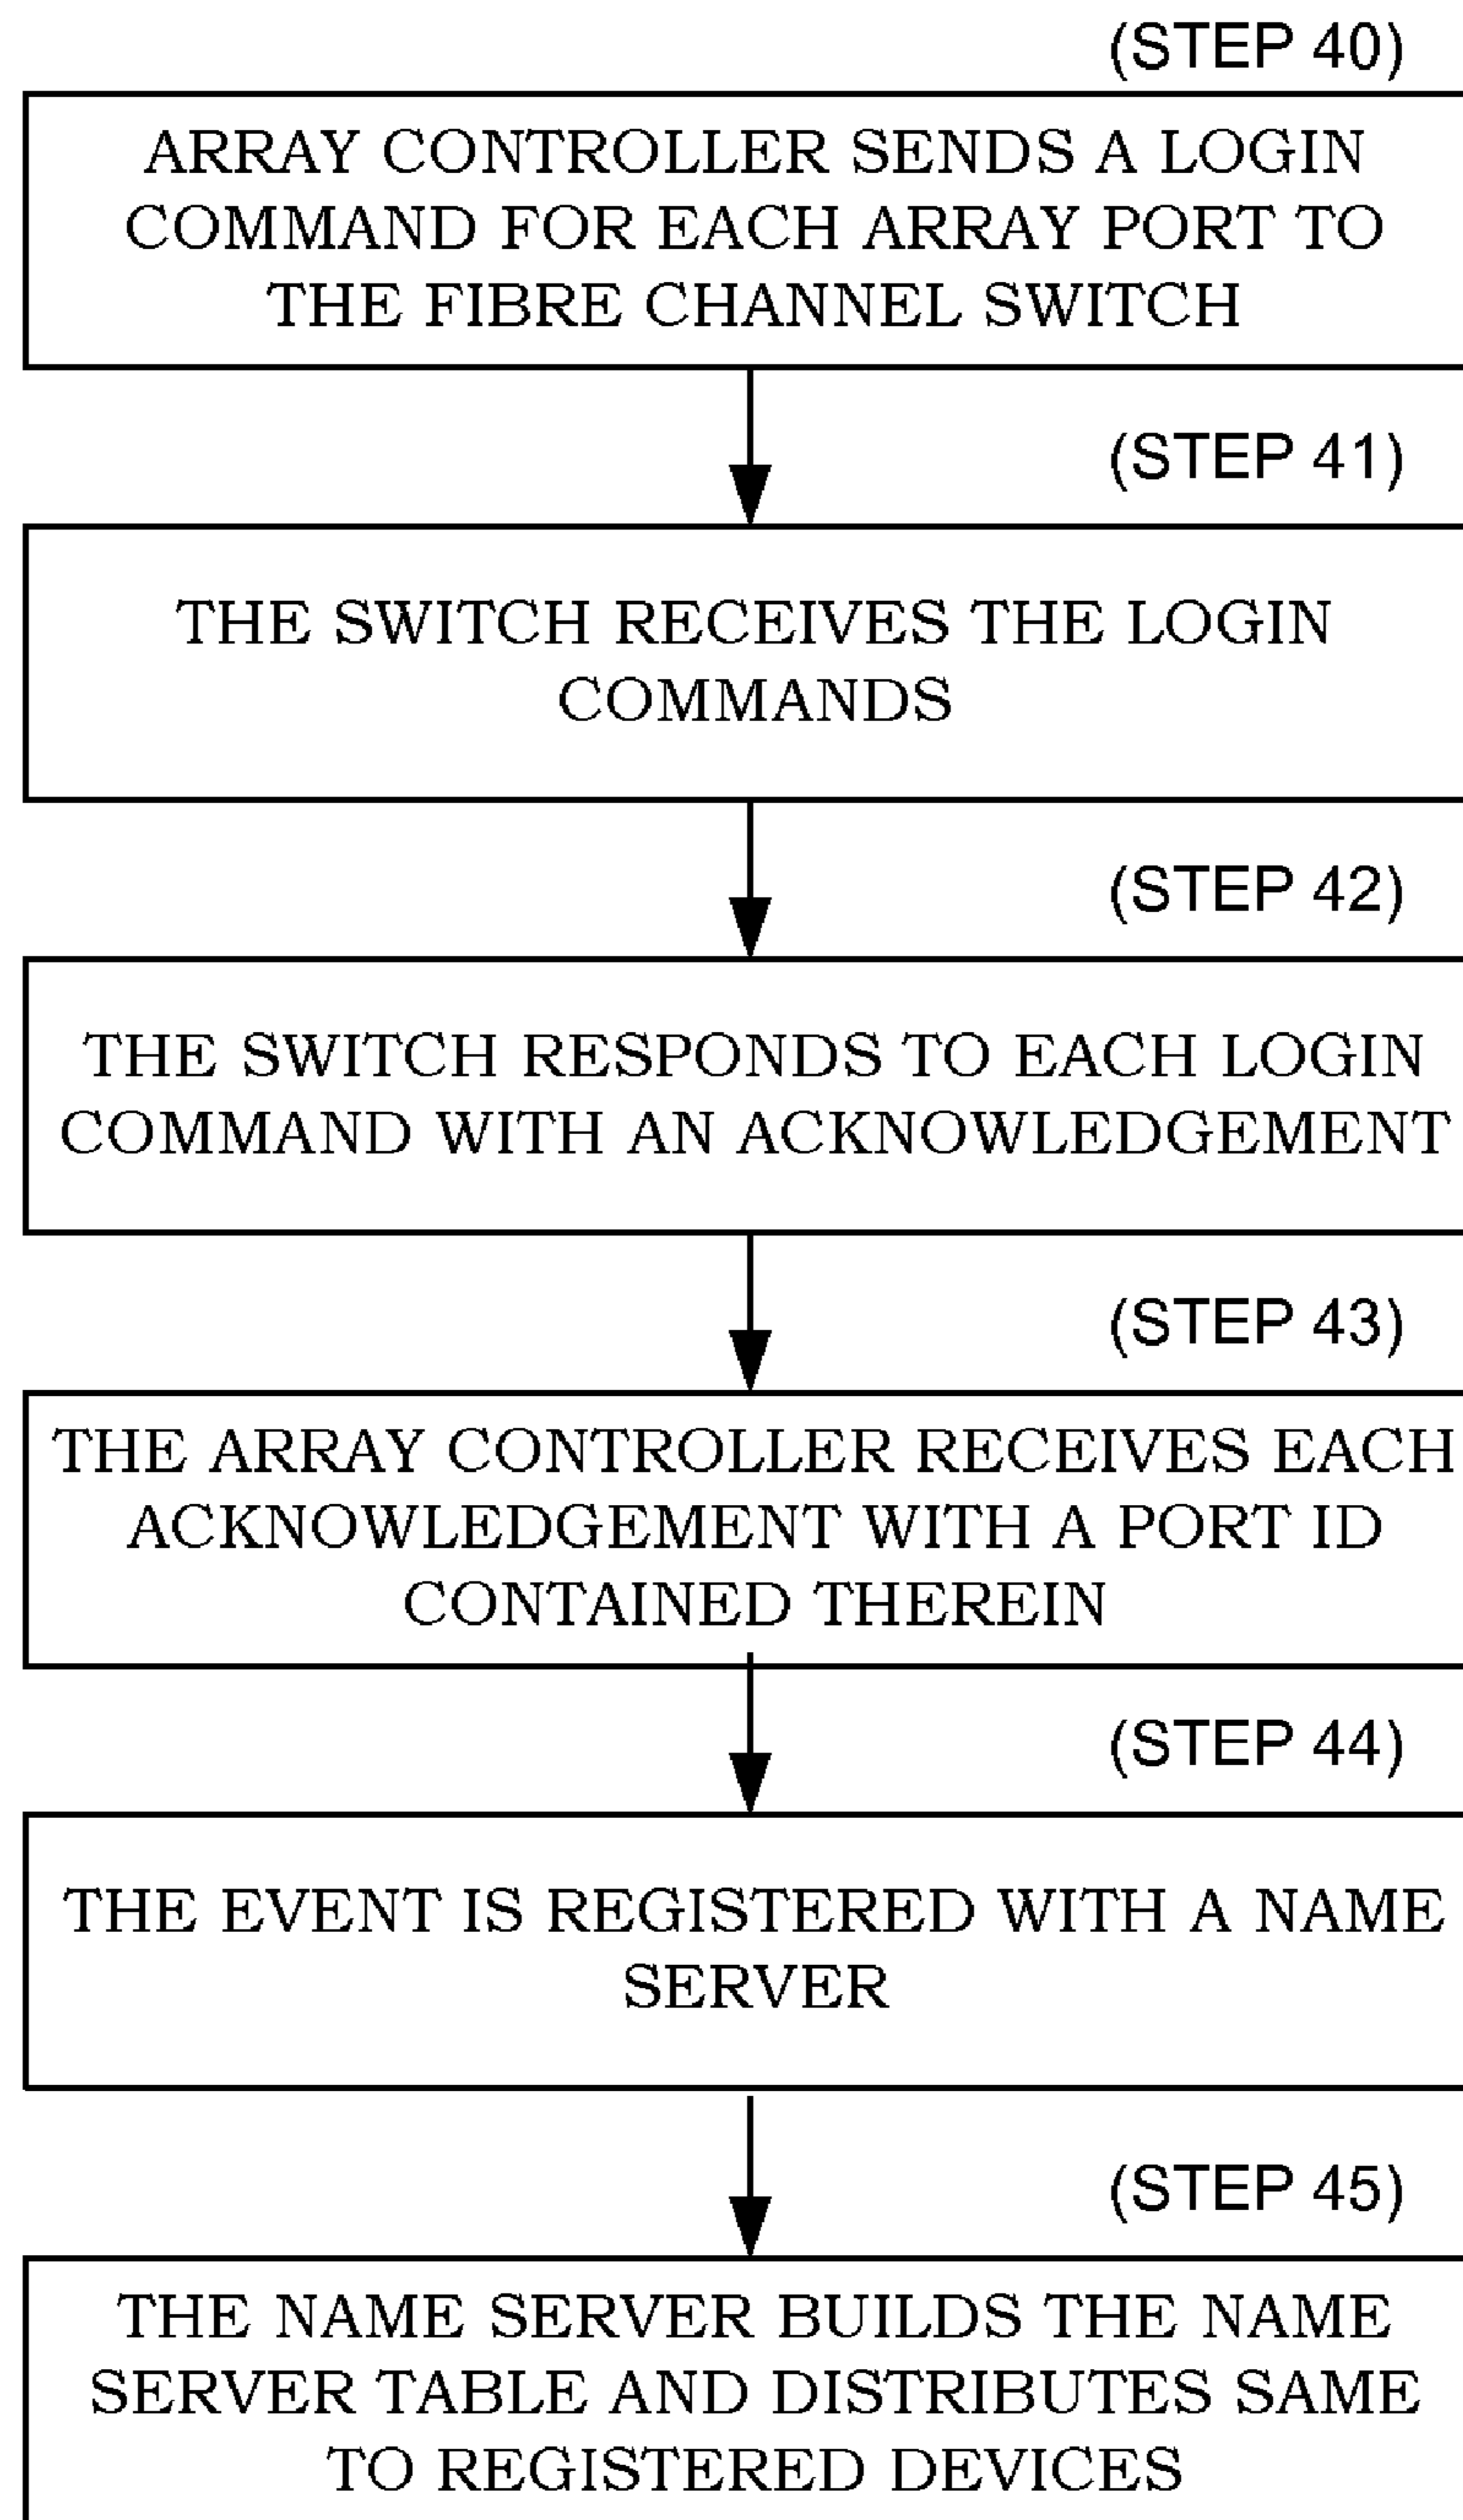 (STEP 40)
ARRAY CONTROLLER SENDS A LOGIN
COMMAND FOR EACH ARRAY PORT TO
THE FIBRE CHANNEL SWITCH
(STEP 41)
THE SWITCH RECEIVES THE LOGIN
COMMANDS
(STEP 42)
THE SWITCH RESPONDS TO EACH LOGIN
COMMAND WITH AN ACKNOWLEDGEMENT
(STEP 43)
THE ARRAY CONTROLLER RECEIVES EACH
ACKNOWLEDGEMENT WITH A PORT ID
CONTAINED THEREIN
(STEP 44)
THE EVENT IS REGISTERED WITH A NAME
SERVER
(STEP 45)
THE NAME SERVER BUILDS THE NAME
SERVER TABLE AND DISTRIBUTES SAME
TO REGISTERED DEVICES